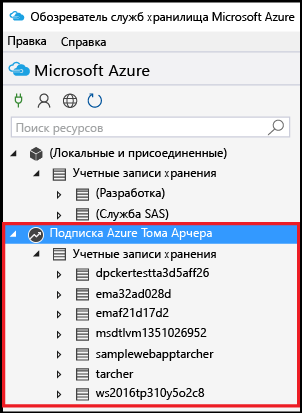 Обозреватель служб хранилища Microsoft Azure
Правка Справка
Microsoft Azure
Поиск ресурсов
(Локальные и присоединенные)
Учетные записи хранения
(Разработка)
(Служба SAS)
Подписка Azure Тома Арчера
Учетные записи хранения
dpckertestta3d5aff26
ema32ad028d
emaf21d17d2
msdtlvm1351026952
samplewebapptarcher
tarcher
ws2016tp310y5o2c8